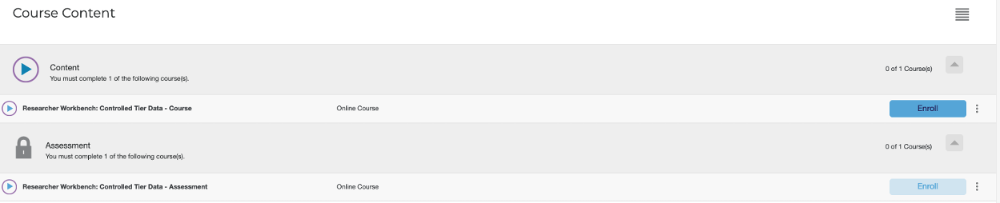 Course Content
Content
You must complete 1 of the following course(s).
0 of 1 Course(s)
Researcher Workbench: Controlled Tier Data - Course
Online Course
Enroll
Assessment
You must complete 1 of the following course(s).
0 of 1 Course(s)
Researcher Workbench: Controlled Tier Data - Assessment
Online Course
Enroll